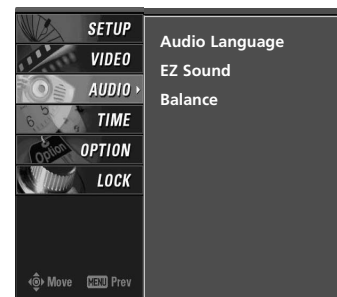 SETUP
VIDEO
AUDIO
TIME
OPTION
LOCK
Move MENU Prev
Audio Language
EZ Sound
Balance